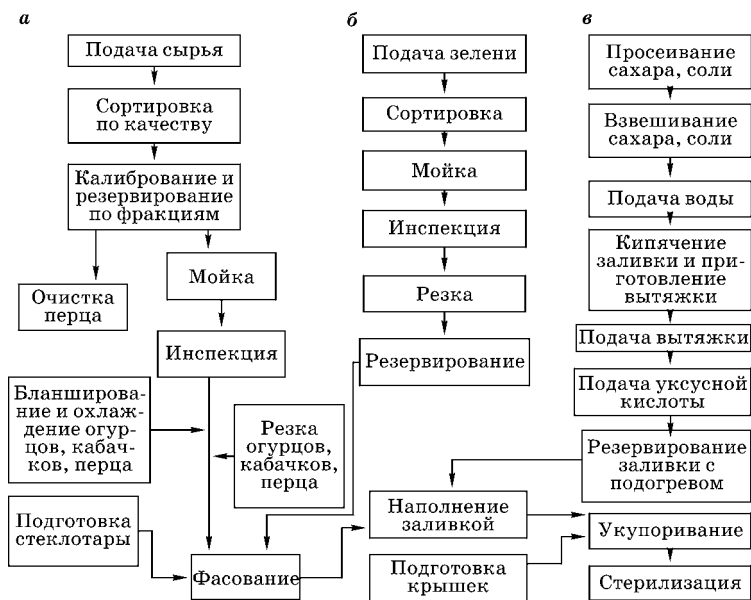 а
Подача сырья
Сортировка
по качеству
Калиброван­ие и
резервирование
по фракциям
Очистка
перца
Мойка
Инспекция
Бланширова-
ние и охлаж-
дение огур-
цов, кабач-
ков, перца
Резка
огурцов,
кабачков,
перца
Подготовка
стеклотары
Фасование
б
Подача зелени
Сортировка
Мойка
Инспекция
Резка
Резервирование
Наполнение
заливкой
Подготовка
крышек
в
Просеивание
сахара, соли
Взвешивание
сахара, соли
Подача воды
Кипячение
заливки и при-
готовление
вытяжки
Подача вытяжки
Подача уксусной
кислоты
Резервирование
заливки с
подогревом
Укупоривание
Стерилизация